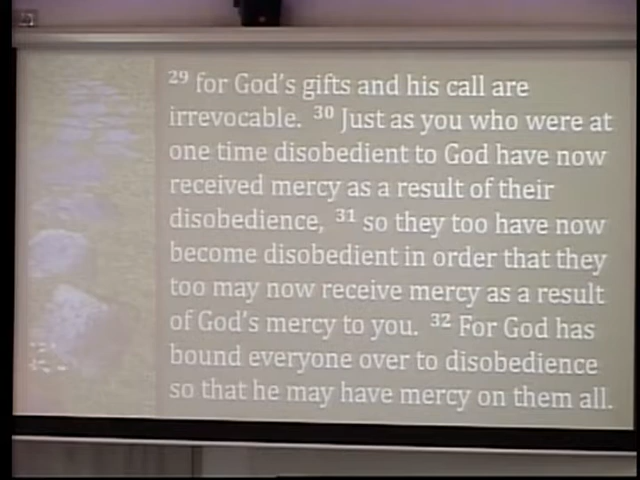 ²⁹ for God's gifts and his call are
irrevocable. ³⁰ Just as you who were at
one time disobedient to God have now
received mercy as a result of their
disobedience, ³¹ so they too have now
become disobedient in order that they
too may now receive mercy as a result
of God's mercy to you. ³² For God has
bound everyone over to disobedience
so that he may have mercy on them all.